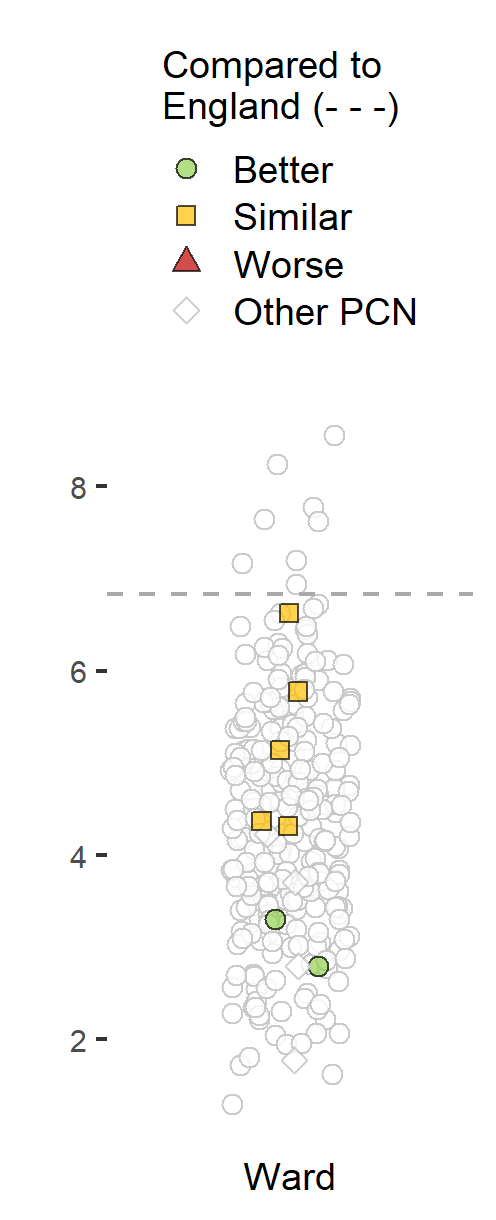 Compared to
England (- - -)
Better
Similar
Worse
Other PCN
8
6
4
2
Ward